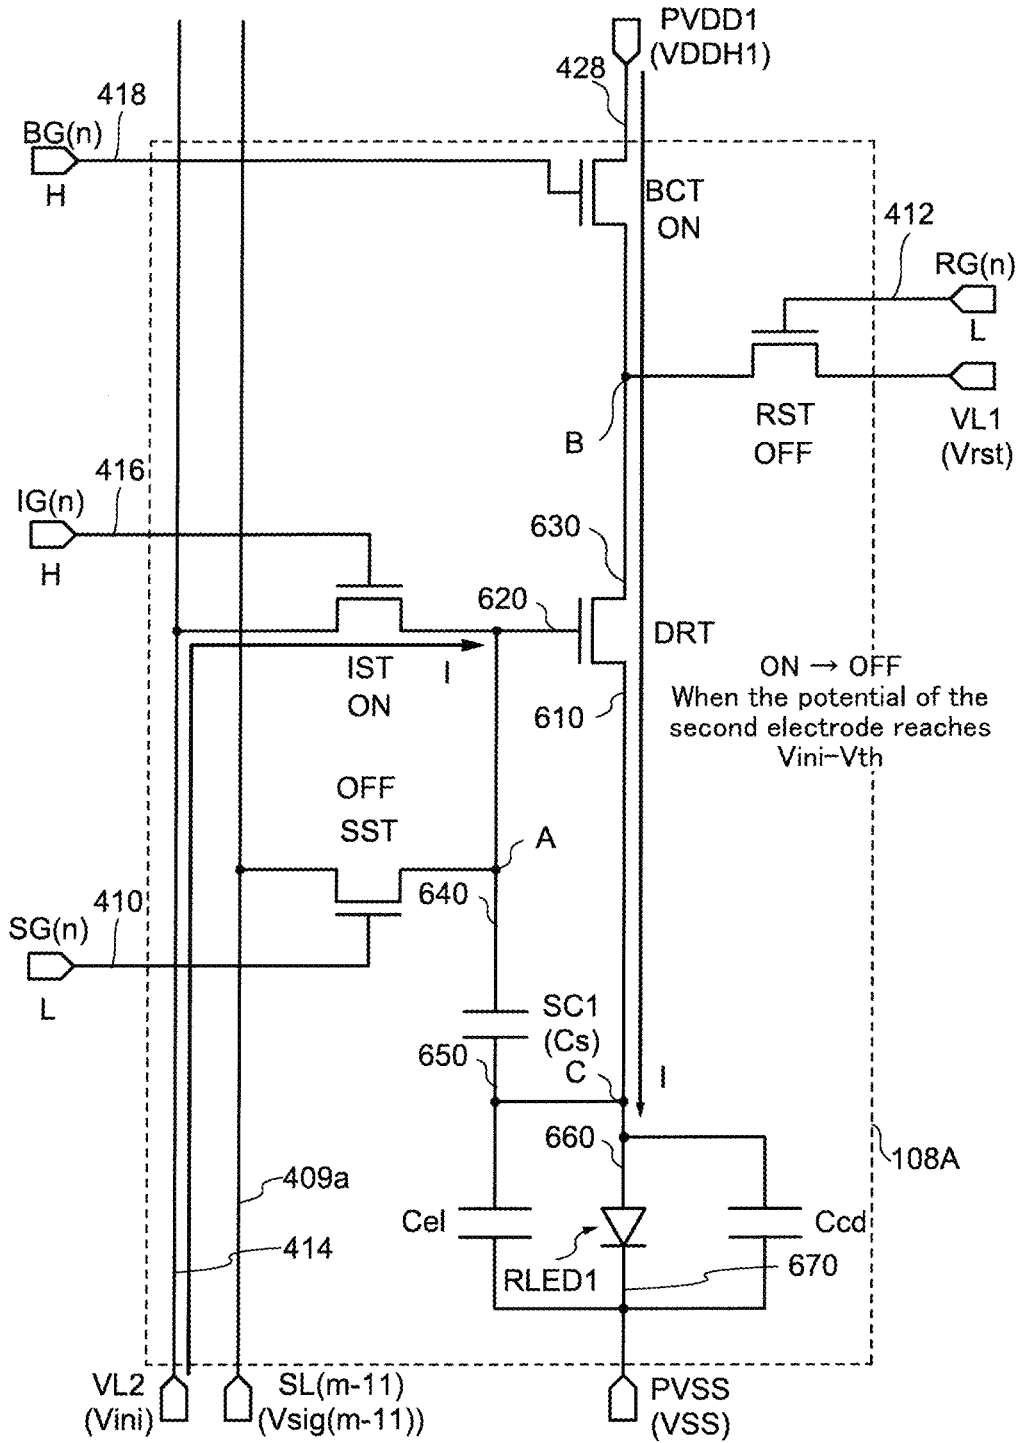 PVDD1
(VDDH1)
428
418
BG(n)
H
BCT
ON
412
RG(n)
L
B
RST
OFF
VL1
(Vrst)
416
IG(n)
H
630
620
DRT
IST
ON
I
610
ON → OFF
When the potential of the
second electrode reaches
Vini-Vth
OFF
SST
A
640
410
SG(n)
L
SC1
(Cs)
650
C
I
660
108A
409a
Cel
Ccd
414
RLED1
670
VL2
(Vini)
SL(m-11)
(Vsig(m-11))
PVSS
(VSS)